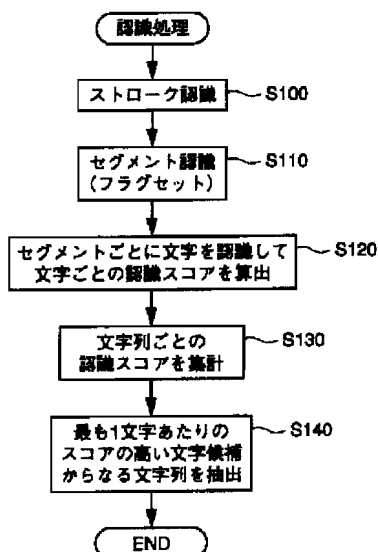 認識処理
ストローク認識
S100
セグメント認識
(フラグセット)
S110
セグメントごとに文字を認識して
文字ごとの認識スコアを算出
S120
文字列ごとの
認識スコアを集計
S130
最も1文字あたりの
スコアの高い文字候補
からなる文字列を抽出
S140
END